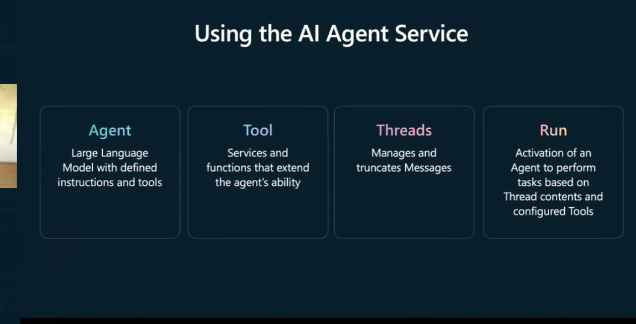 Using the AI Agent Service
Agent
Large Language
Model with defined
instructions and tools
Tool
Services and
functions that extend
the agent's ability
Threads
Manages and
truncates Messages
Run
Activation of an
Agent to perform
tasks based on
Thread contents and
configured Tools